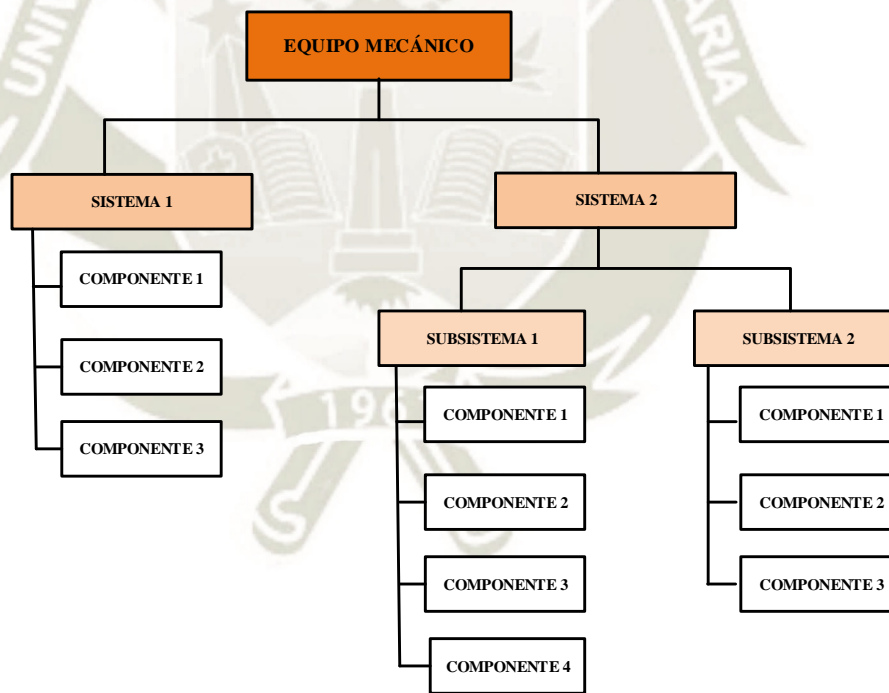 EQUIPO MECÁNICO
SISTEMA 1
COMPONENTE 1
COMPONENTE 2
COMPONENTE 3
SISTEMA 2
SUBSISTEMA 1
COMPONENTE 1
COMPONENTE 2
COMPONENTE 3
COMPONENTE 4
SUBSISTEMA 2
COMPONENTE 1
COMPONENTE 2
COMPONENTE 3